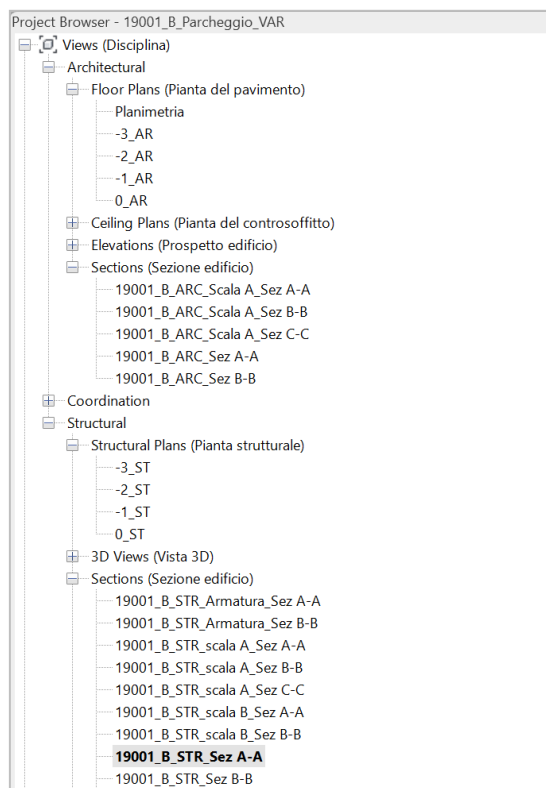 Project Browser - 19001_B_Parcheggio_VAR
Views (Disciplina)
Architectural
Floor Plans (Pianta del pavimento)
Planimetria
-3_AR
-2_AR
-1_AR
0_AR
Ceiling Plans (Pianta del controsoffitto)
Elevations (Prospetto edificio)
Sections (Sezione edificio)
19001_B_ARC_Scala A_Sez A-A
19001_B_ARC_Scala A_Sez B-B
19001_B_ARC_Scala A_Sez C-C
19001_B_ARC_Sez A-A
19001_B_ARC_Sez B-B
Coordination
Structural
Structural Plans (Pianta strutturale)
-3_ST
-2_ST
-1_ST
0_ST
3D Views (Vista 3D)
Sections (Sezione edificio)
19001_B_STR_Armatura_Sez A-A
19001_B_STR_Armatura_Sez B-B
19001_B_STR_scala A_Sez A-A
19001_B_STR_scala A_Sez B-B
19001_B_STR_scala A_Sez C-C
19001_B_STR_scala B_Sez A-A
19001_B_STR_scala B_Sez B-B
19001_B_STR_Sez A-A
19001_B_STR_Sez B-B